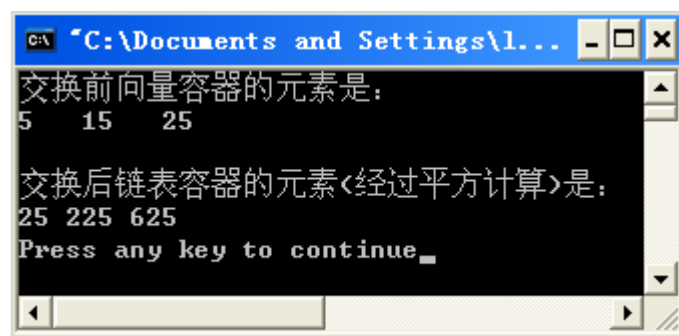 "C:\Documents and Settings\l...
交换前向量容器的元素是:
5 15 25
交换后链表容器的元素<经过平方计算>是:
25 225 625
Press any key to continue_